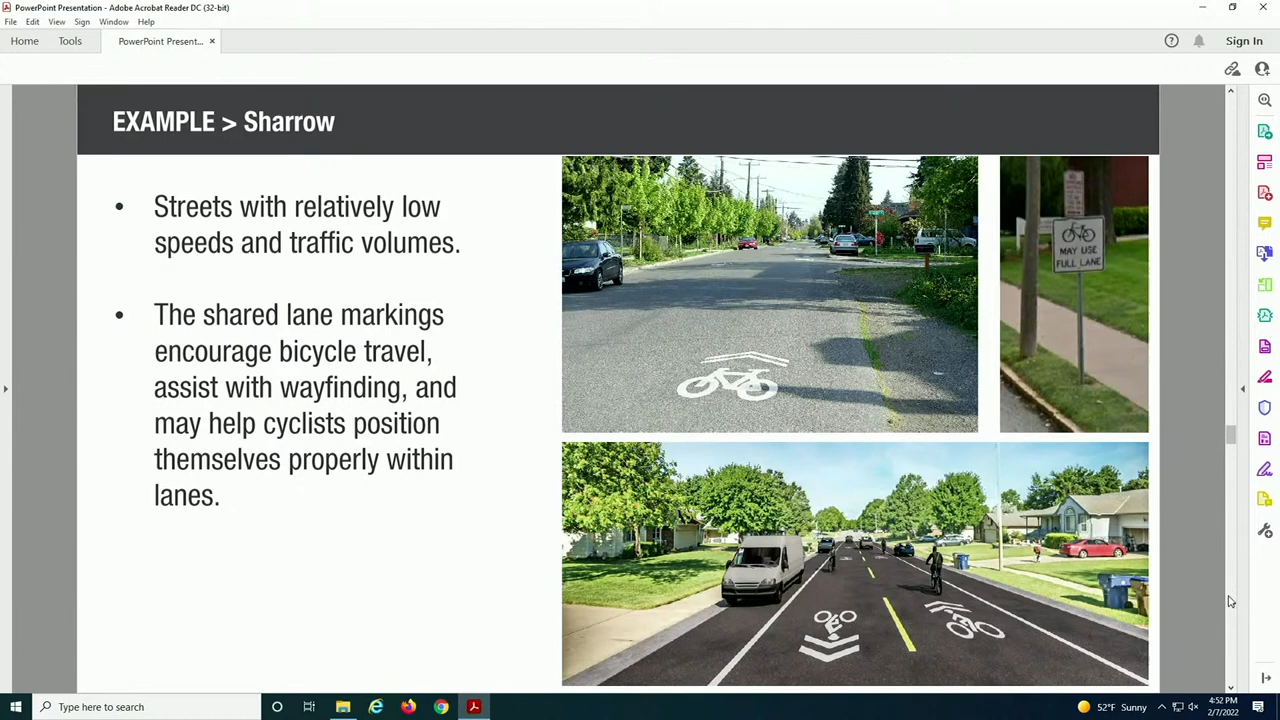 PowerPoint Presentation - Adobe Acrobat Reader DC (32-bit)
File Edit View Sign Window Help
Home Tools PowerPoint Present... × Sign In
EXAMPLE > Sharrow
• Streets with relatively low
speeds and traffic volumes.
• The shared lane markings
encourage bicycle travel,
assist with wayfinding, and
may help cyclists position
themselves properly within
lanes.
MAY USE
FULL LANE
Type here to search
52°F Sunny
4:52 PM
2/7/2022